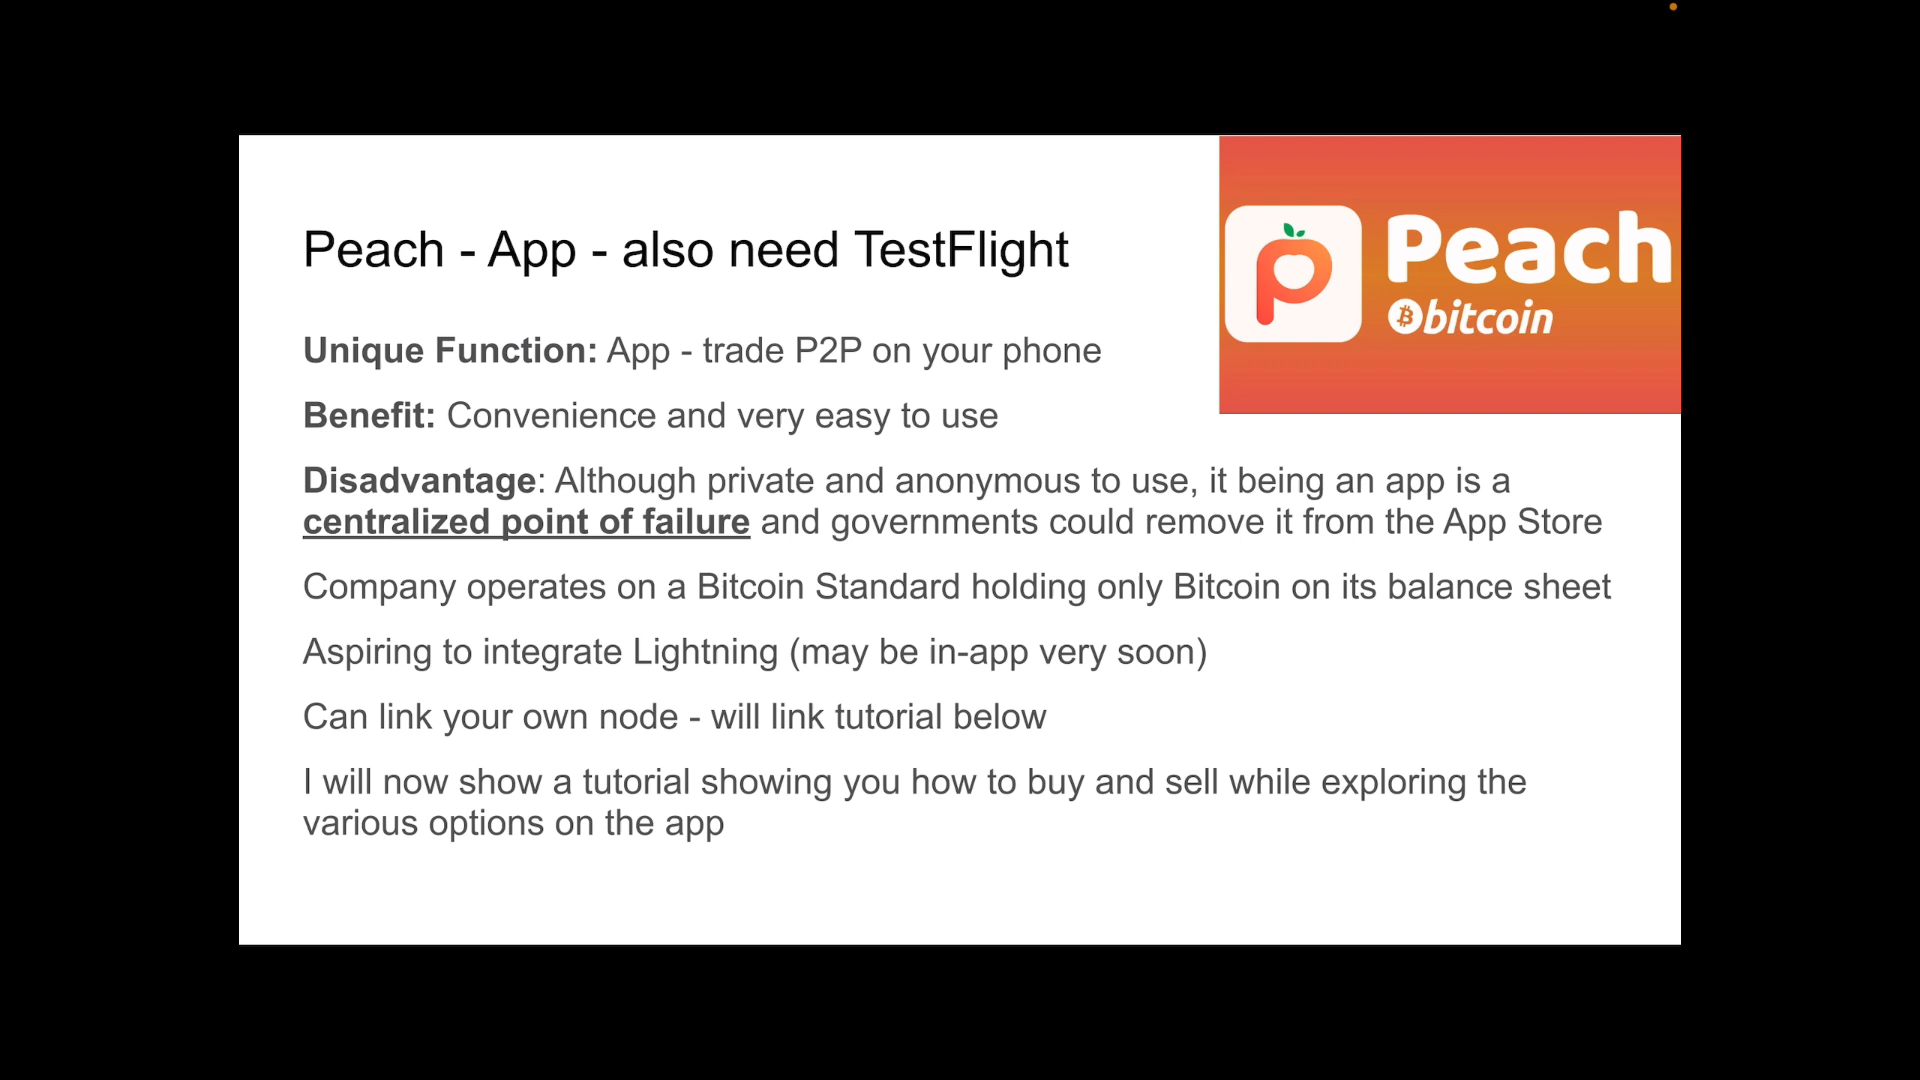 Peach - App - also need TestFlight
Peach
bitcoin
Unique Function: App - trade P2P on your phone
Benefit: Convenience and very easy to use
Disadvantage: Although private and anonymous to use, it being an app is a
centralized point of failure and governments could remove it from the App Store
Company operates on a Bitcoin Standard holding only Bitcoin on its balance sheet
Aspiring to integrate Lightning (may be in-app very soon)
Can link your own node - will link tutorial below
I will now show a tutorial showing you how to buy and sell while exploring the
various options on the app